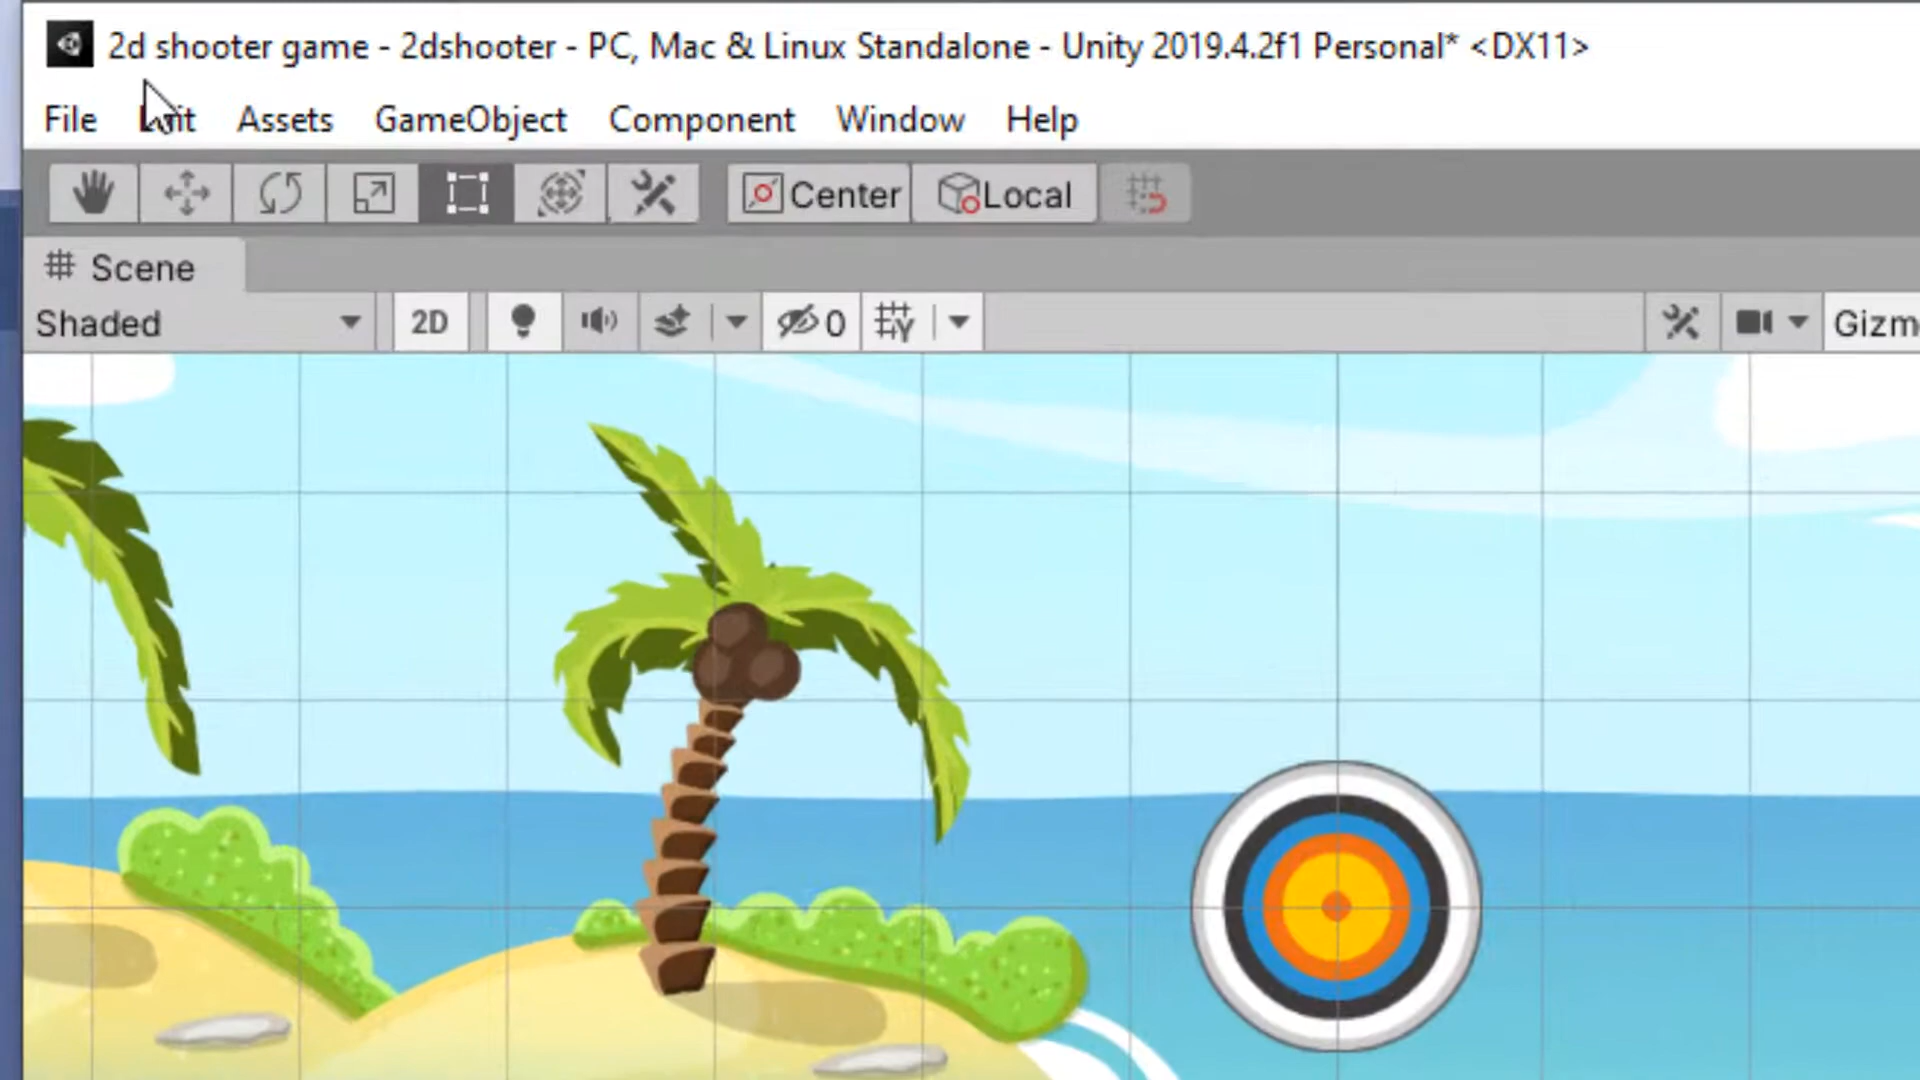 2d shooter game - 2dshooter - PC, Mac & Linux Standalone - Unity 2019.4.2f1 Personal* <DX11>
File Assets GameObject Component Window Help
Center Local
Scene
Shaded 2D 0 Gizm